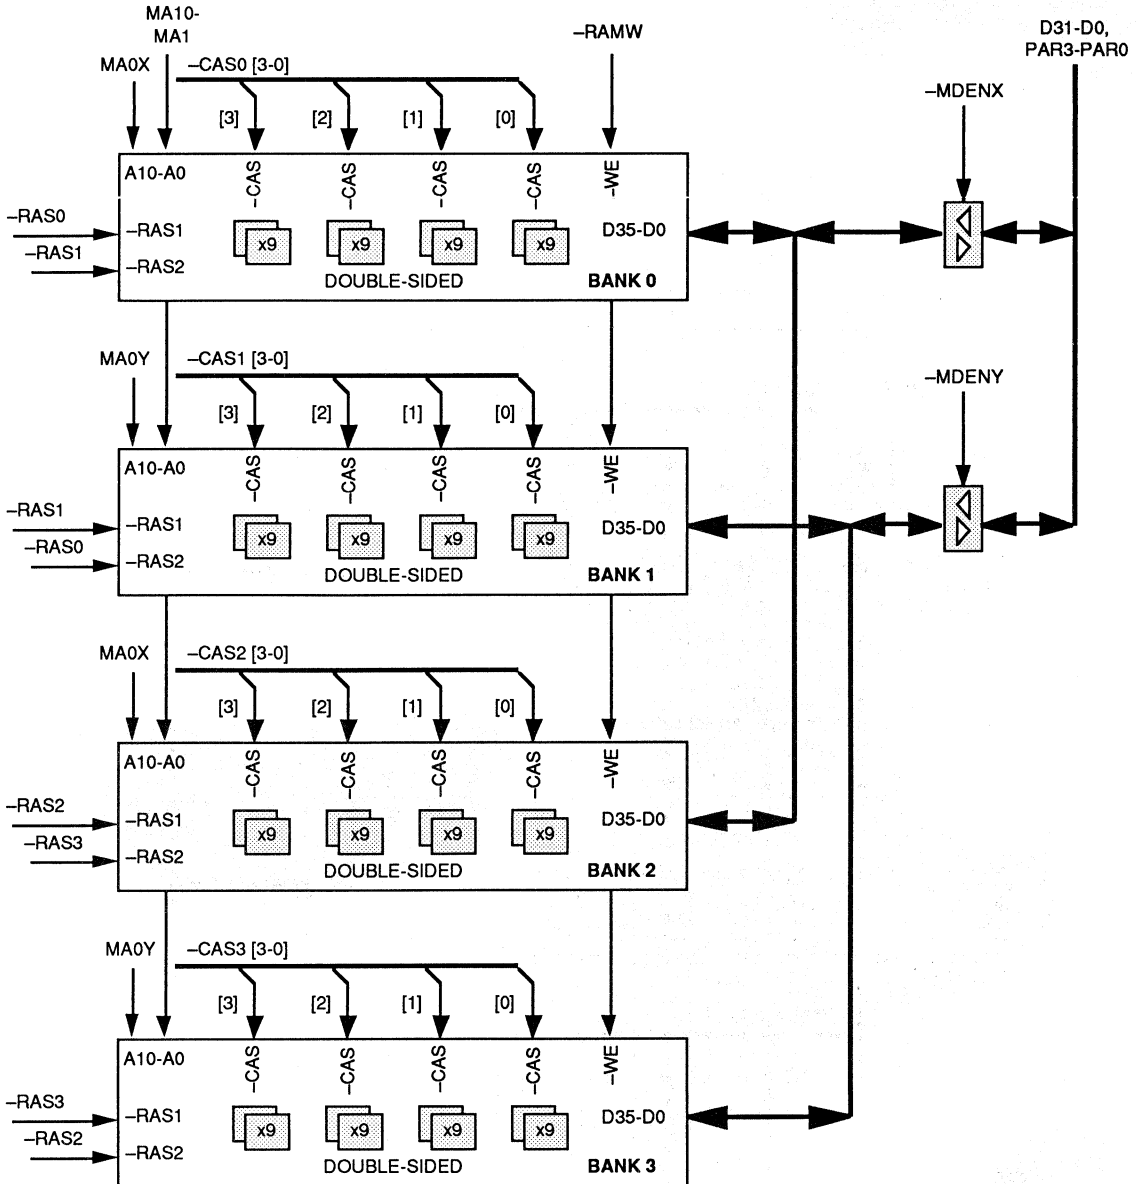 MA10-
MA1
–RAMW
D31-D0,
PAR3-PAR0
MA0X
–CAS0 [3-0]
–MDENX
[3] [2] [1] [0]
A10-A0
–CAS –CAS –CAS –CAS –WE
–RAS0
–RAS1
x9 x9 x9 x9
D35-D0
–RAS1
–RAS2
DOUBLE-SIDED
BANK 0
MA0Y
–CAS1 [3-0]
–MDENY
[3] [2] [1] [0]
A10-A0
–CAS –CAS –CAS –CAS –WE
–RAS1
–RAS1
x9 x9 x9 x9
D35-D0
–RAS0
–RAS2
DOUBLE-SIDED
BANK 1
MA0X
–CAS2 [3-0]
[3] [2] [1] [0]
A10-A0
–CAS –CAS –CAS –CAS –WE
–RAS2
–RAS1
x9 x9 x9 x9
D35-D0
–RAS3
–RAS2
DOUBLE-SIDED
BANK 2
MA0Y
–CAS3 [3-0]
[3] [2] [1] [0]
A10-A0
–CAS –CAS –CAS –CAS –WE
–RAS3
–RAS1
x9 x9 x9 x9
D35-D0
–RAS2
–RAS2
DOUBLE-SIDED
BANK 3